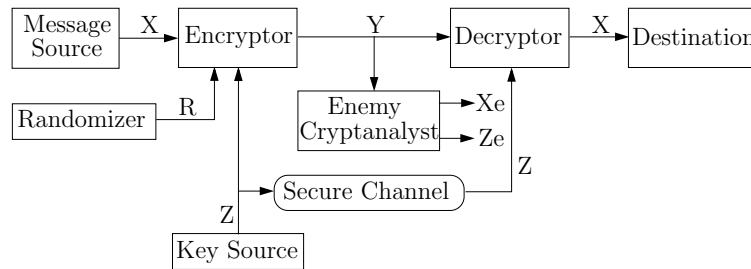 Message
Source
X
Encryptor
Y
Decryptor
X
Destination
Randomizer
R
Enemy
Cryptanalyst
Xe
Ze
Secure Channel
Z
Z
Key Source